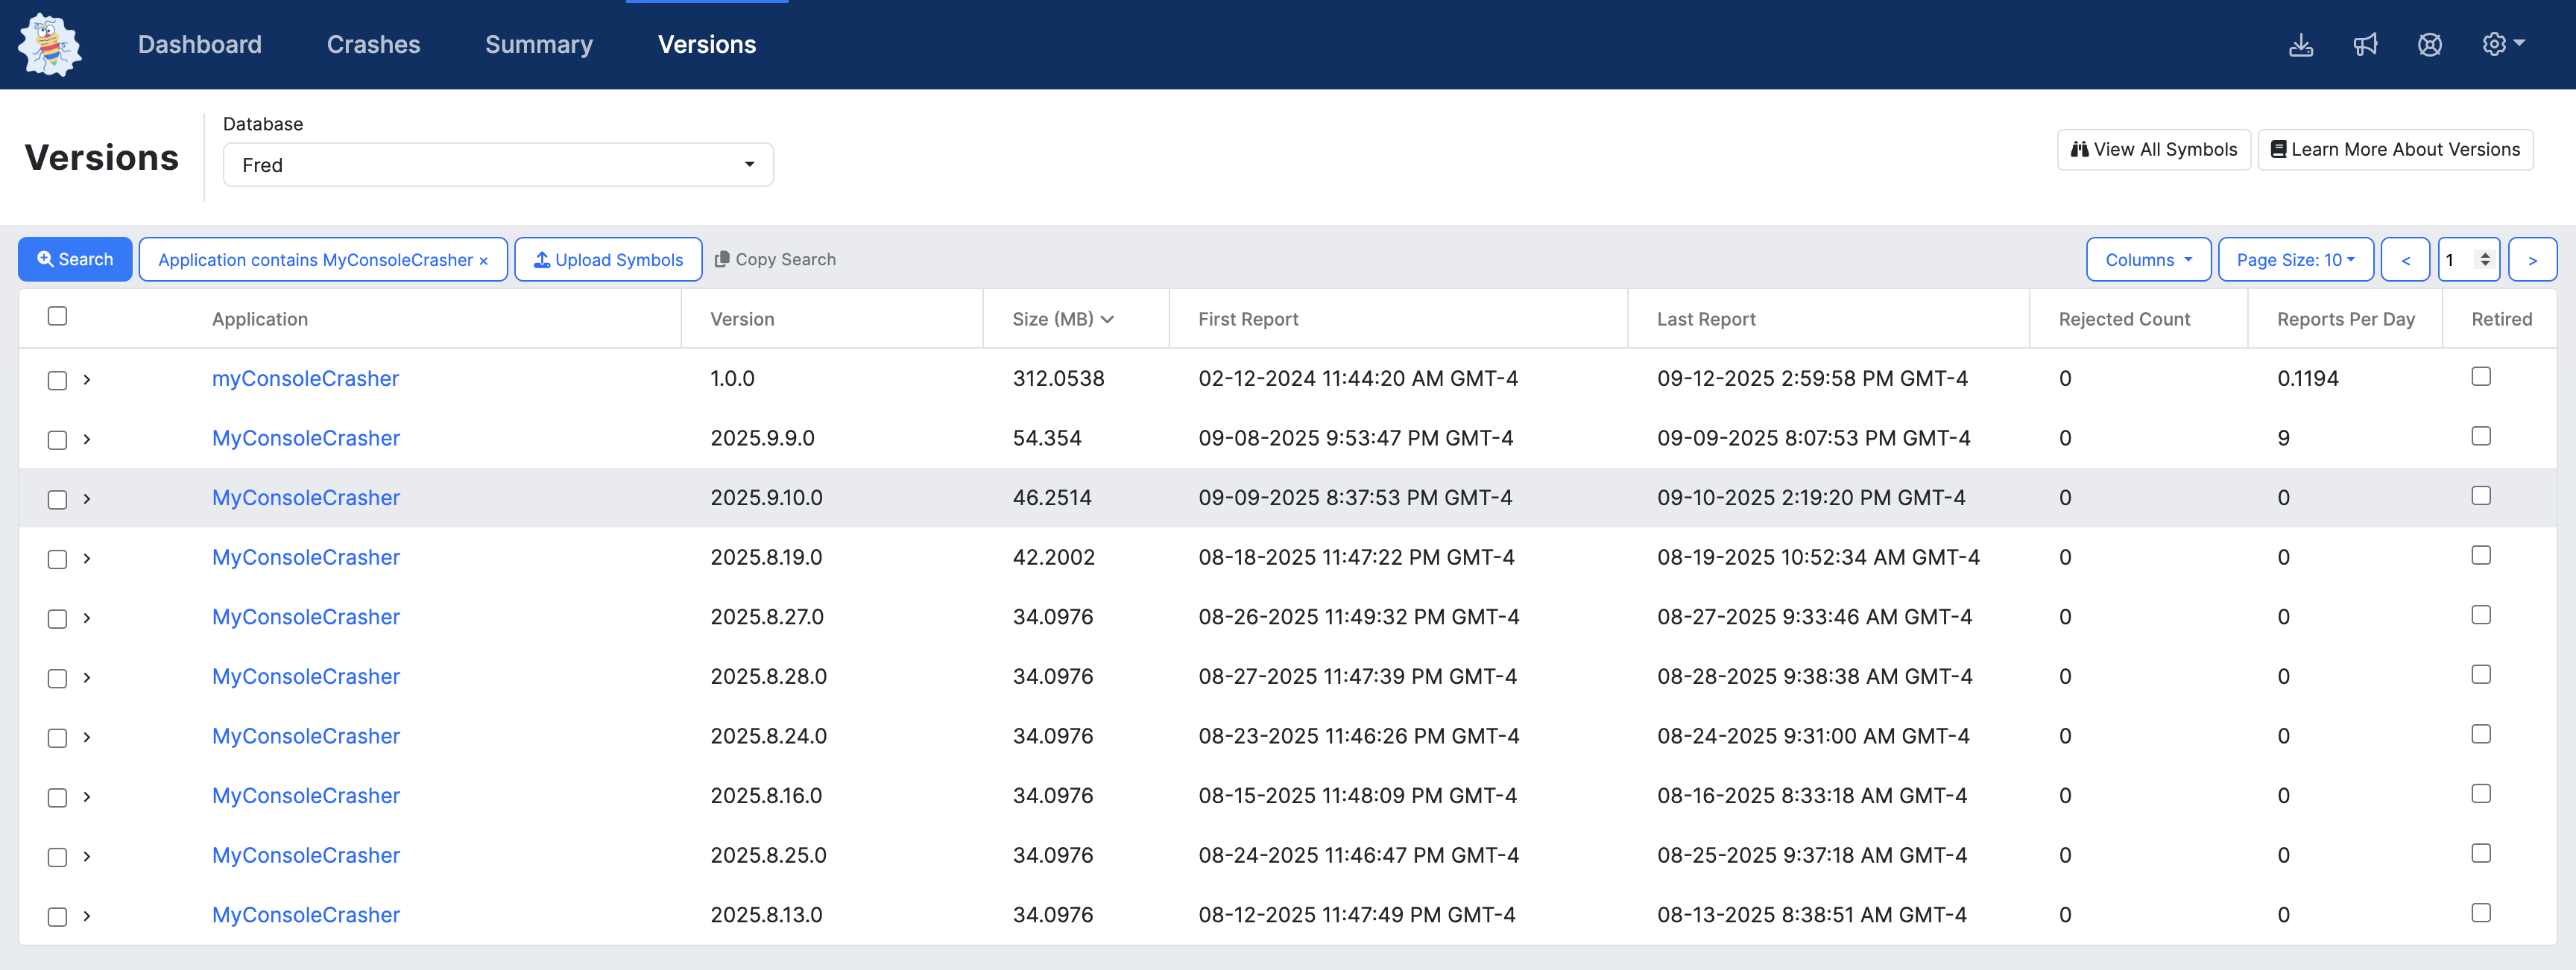 Dashboard Crashes Summary Versions
Versions
Database
Fred
View All Symbols Learn More About Versions
Search Application contains MyConsoleCrasher × Upload Symbols Copy Search Columns Page Size: 10 < 1 >
Application Version Size (MB) First Report Last Report Rejected Count Reports Per Day Retired
myConsoleCrasher 1.0.0 312.0538 02-12-2024 11:44:20 AM GMT-4 09-12-2025 2:59:58 PM GMT-4 0 0.1194
MyConsoleCrasher 2025.9.9.0 54.354 09-08-2025 9:53:47 PM GMT-4 09-09-2025 8:07:53 PM GMT-4 0 9
MyConsoleCrasher 2025.9.10.0 46.2514 09-09-2025 8:37:53 PM GMT-4 09-10-2025 2:19:20 PM GMT-4 0 0
MyConsoleCrasher 2025.8.19.0 42.2002 08-18-2025 11:47:22 PM GMT-4 08-19-2025 10:52:34 AM GMT-4 0 0
MyConsoleCrasher 2025.8.27.0 34.0976 08-26-2025 11:49:32 PM GMT-4 08-27-2025 9:33:46 AM GMT-4 0 0
MyConsoleCrasher 2025.8.28.0 34.0976 08-27-2025 11:47:39 PM GMT-4 08-28-2025 9:38:38 AM GMT-4 0 0
MyConsoleCrasher 2025.8.24.0 34.0976 08-23-2025 11:46:26 PM GMT-4 08-24-2025 9:31:00 AM GMT-4 0 0
MyConsoleCrasher 2025.8.16.0 34.0976 08-15-2025 11:48:09 PM GMT-4 08-16-2025 8:33:18 AM GMT-4 0 0
MyConsoleCrasher 2025.8.25.0 34.0976 08-24-2025 11:46:47 PM GMT-4 08-25-2025 9:37:18 AM GMT-4 0 0
MyConsoleCrasher 2025.8.13.0 34.0976 08-12-2025 11:47:49 PM GMT-4 08-13-2025 8:38:51 AM GMT-4 0 0